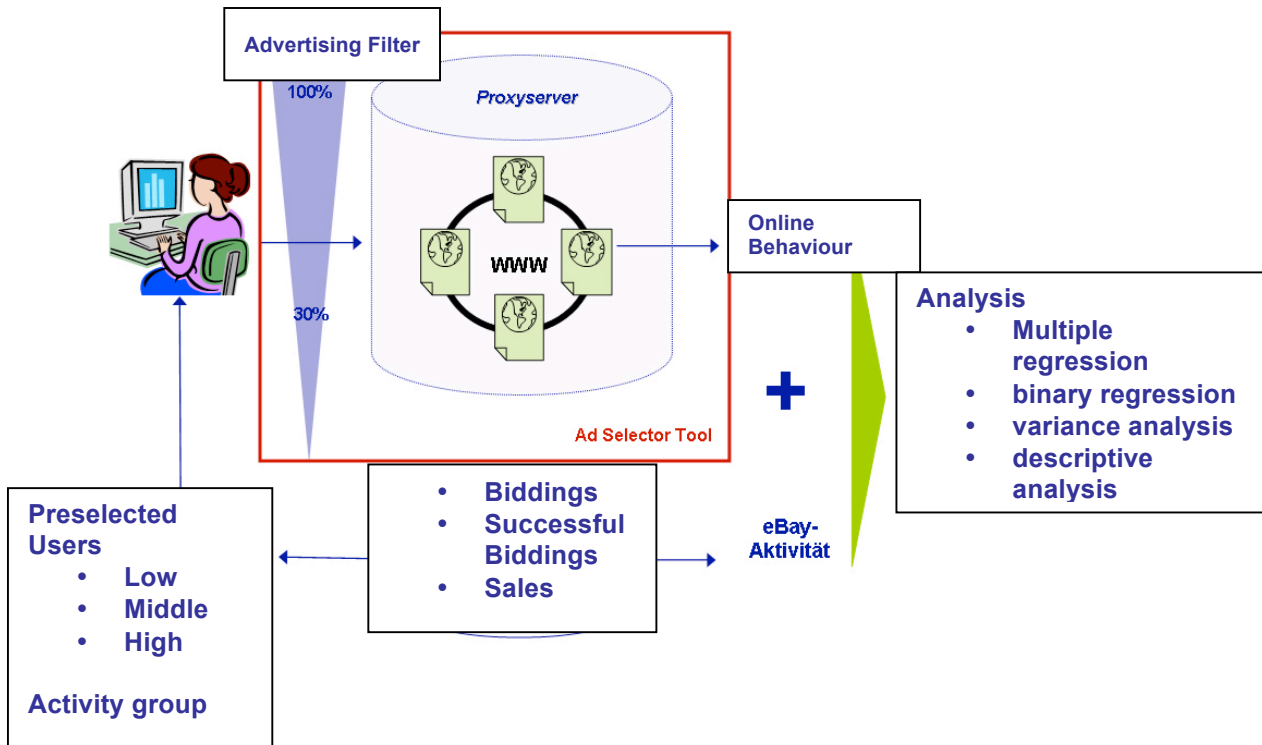 Advertising Filter
100%
Proxyserver
WWW
30%
Ad Selector Tool
Online
Behaviour
Analysis
• Multiple
regression
• binary regression
• variance analysis
• descriptive
analysis
+
eBay-
Aktivität
• Biddings
• Successful
Biddings
• Sales
Preselected
Users
• Low
• Middle
• High
Activity group